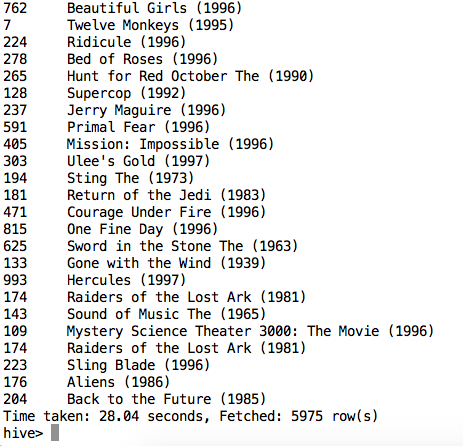 762 Beautiful Girls (1996)
7 Twelve Monkeys (1995)
224 Ridicule (1996)
278 Bed of Roses (1996)
265 Hunt for Red October The (1990)
128 Supercop (1992)
237 Jerry Maguire (1996)
591 Primal Fear (1996)
405 Mission: Impossible (1996)
303 Ulee's Gold (1997)
194 Sting The (1973)
181 Return of the Jedi (1983)
471 Courage Under Fire (1996)
815 One Fine Day (1996)
625 Sword in the Stone The (1963)
133 Gone with the Wind (1939)
993 Hercules (1997)
174 Raiders of the Lost Ark (1981)
143 Sound of Music The (1965)
109 Mystery Science Theater 3000: The Movie (1996)
174 Raiders of the Lost Ark (1981)
223 Sling Blade (1996)
176 Aliens (1986)
204 Back to the Future (1985)
Time taken: 28.04 seconds, Fetched: 5975 row(s)
hive>